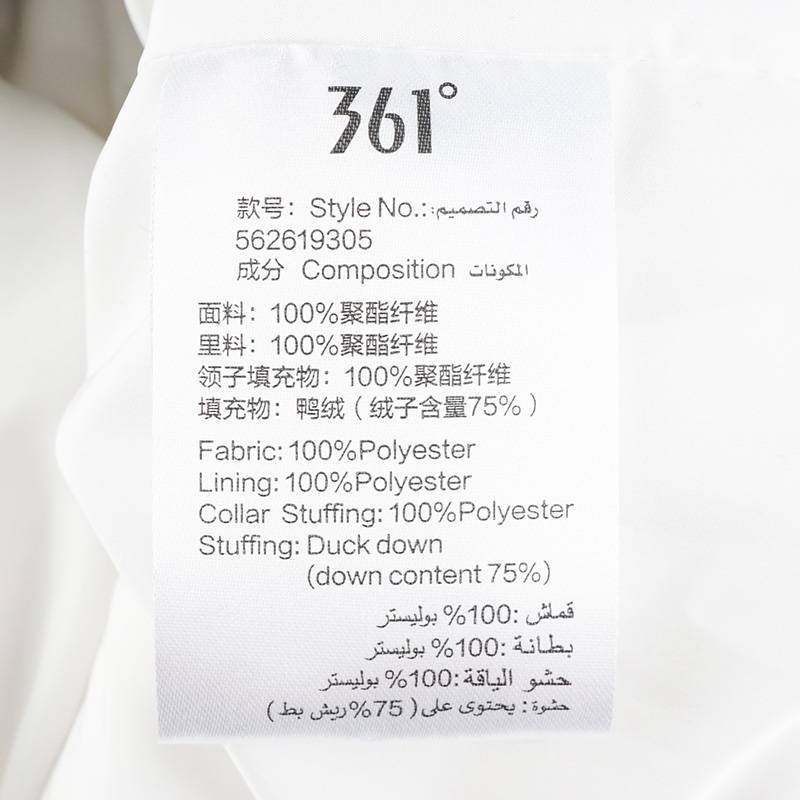 361°
款号：Style No.:رقم التصميم:
562619305
成分 Composition المكونات
面料：100%聚酯纤维
里料：100%聚酯纤维
领子填充物：100%聚酯纤维
填充物：鸭绒（绒子含量75%）
Fabric: 100%Polyester
Lining: 100%Polyester
Collar Stuffing: 100%Polyester
Stuffing: Duck down
(down content 75%)
قماش :100% بوليستر
بطانة :100% بوليستر
حشو الياقة:100% بوليستر
حشوة : يحتوى على( 75%ريش بط )